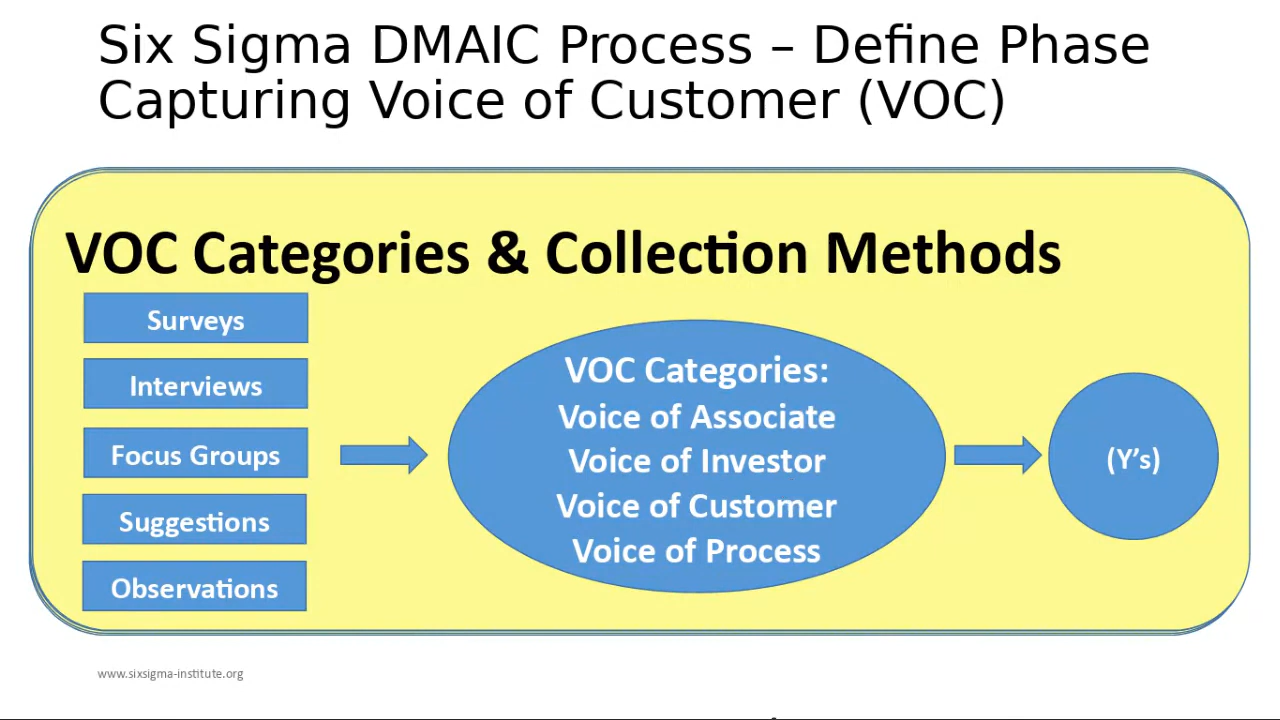 Six Sigma DMAIC Process – Define Phase
Capturing Voice of Customer (VOC)
VOC Categories & Collection Methods
Surveys
Interviews
Focus Groups
Suggestions
Observations
VOC Categories:
Voice of Associate
Voice of Investor
Voice of Customer
Voice of Process
(Y’s)
www.sixsigma-institute.org